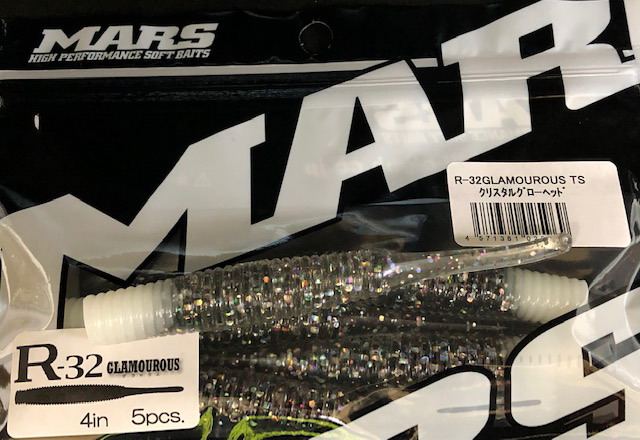 MARS
HIGH PERFORMANCE SOFT BAITS
MAR
R-32GLAMOUROUS TS
クリスタルグローヘッド
R-32 GLAMOUROUS
4in 5pcs.